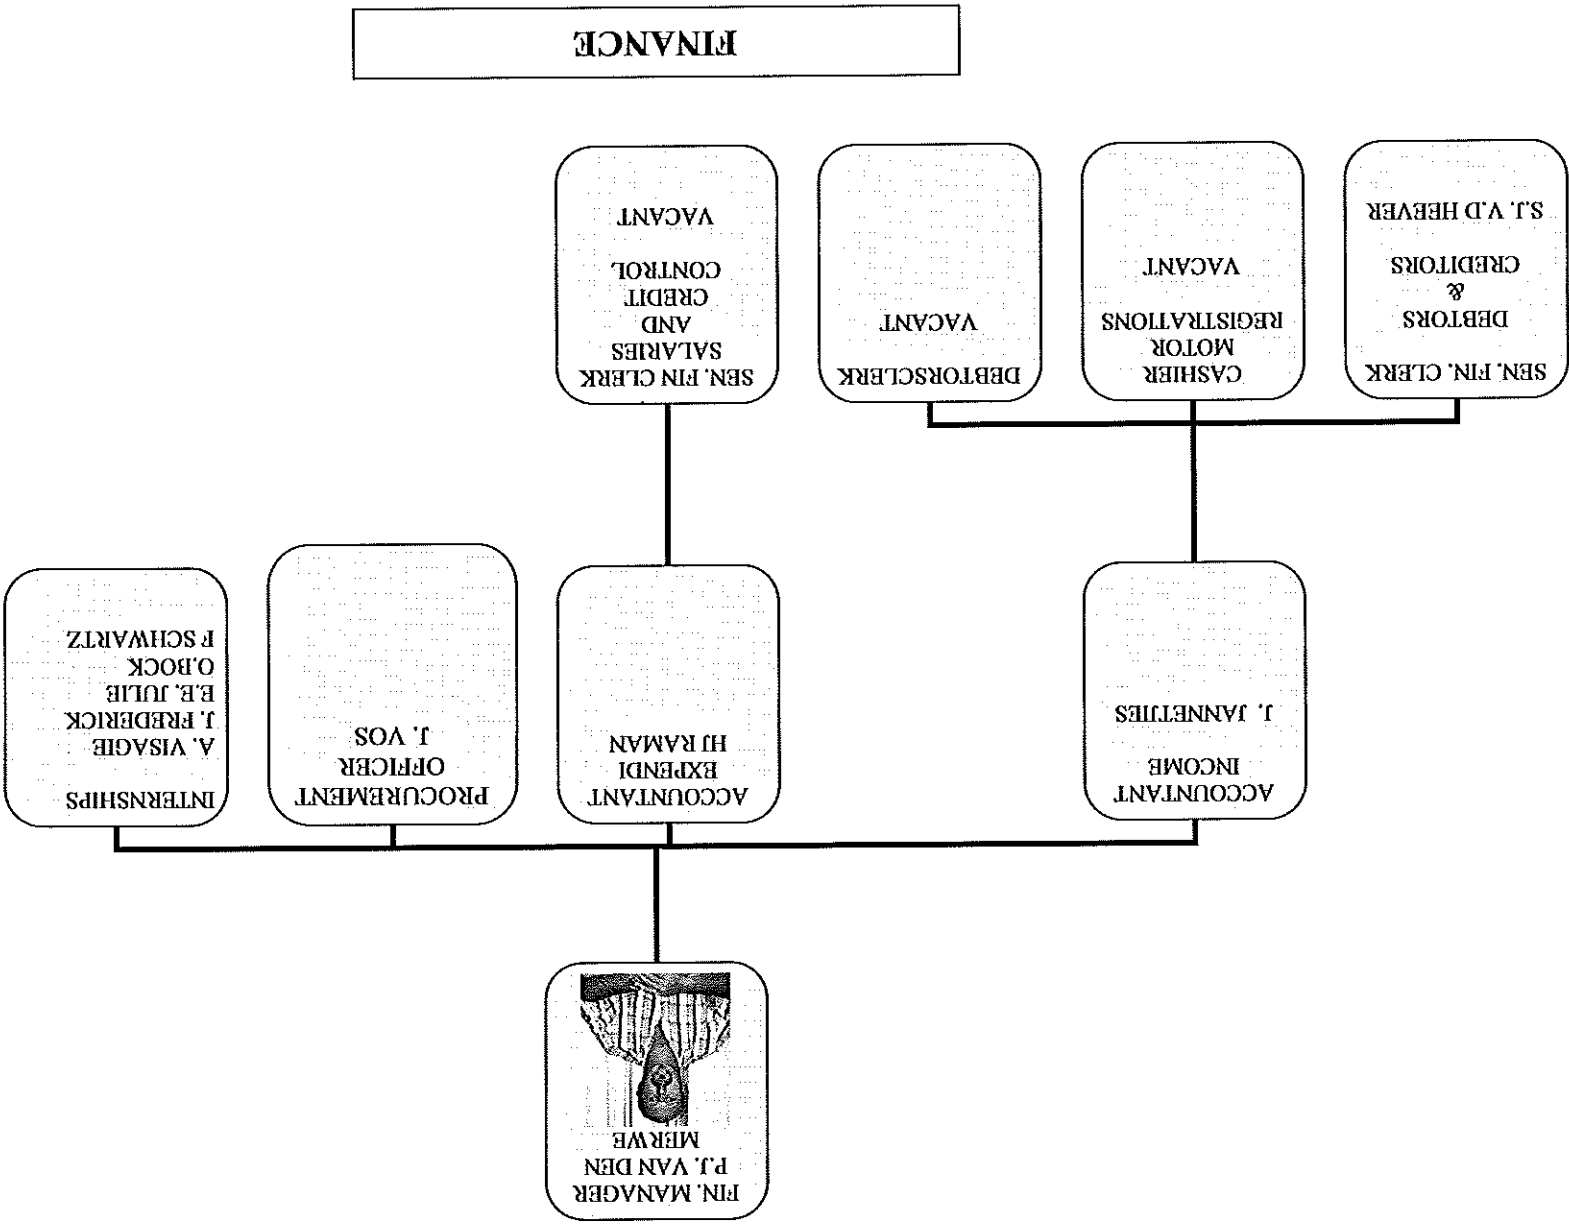 FIN. MANAGER
P.J. VAN DEN
MERWE
ACCOUNTANT
INCOME
J. JANNETJIES
ACCOUNTANT
EXPENDI
HJ RAMAN
PROCUREMENT
OFFICER
J. VOS
INTERNSHIPS
A. VISAGIE
J. FREDERICK
E.E. JULIE
O.BOCK
F SCHWARTZ
SEN. FIN. CLERK
DEBTORS
&
CREDITORS
S.J. V.D HEEVER
CASHIER
MOTOR
REGISTRATIONS
VACANT
DEBTORSCLERK
VACANT
SEN. FIN CLERK
SALARIES
AND
CREDIT
CONTROL
VACANT
FINANCE